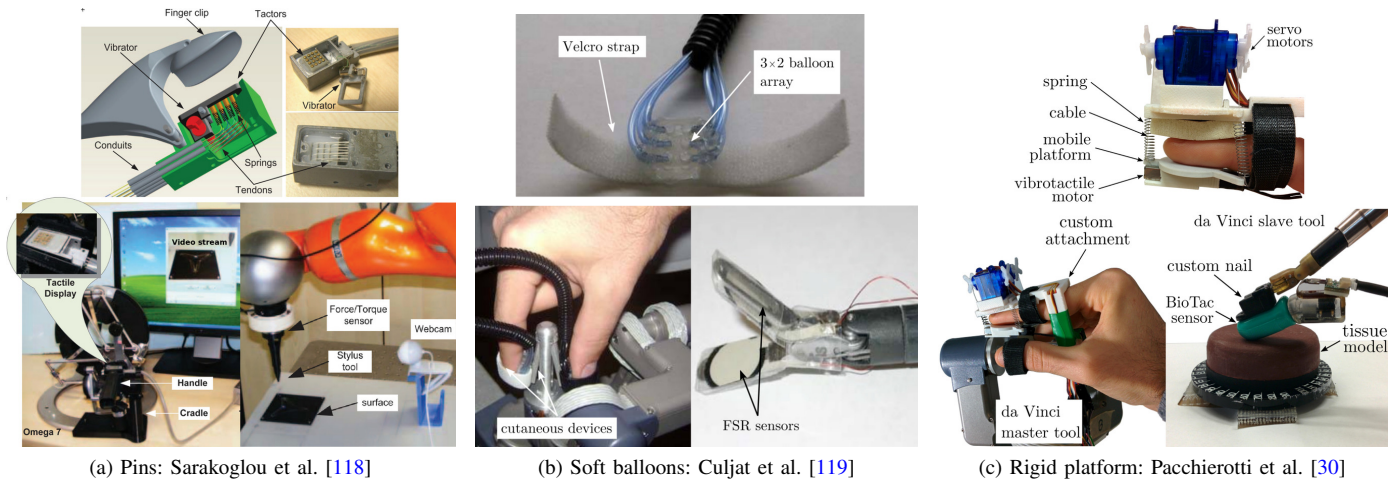 Finger clip
Tactors
Vibrator
Vibrator
Conduits
Springs
Tendons
Video stream
Tactile
Display
Force/Torque
sensor
Webcam
Stylus
tool
Handle
surface
Cradle
Omega 7
(a) Pins: Sarakoglou et al. [118]
Velcro strap
3×2 balloon
array
cutaneous devices
FSR sensors
(b) Soft balloons: Culjat et al. [119]
servo
motors
spring
cable
mobile
platform
vibrotactile
motor
custom
attachment
da Vinci slave tool
custom nail
BioTac
sensor
tissue
model
da Vinci
master tool
(c) Rigid platform: Pacchierotti et al. [30]